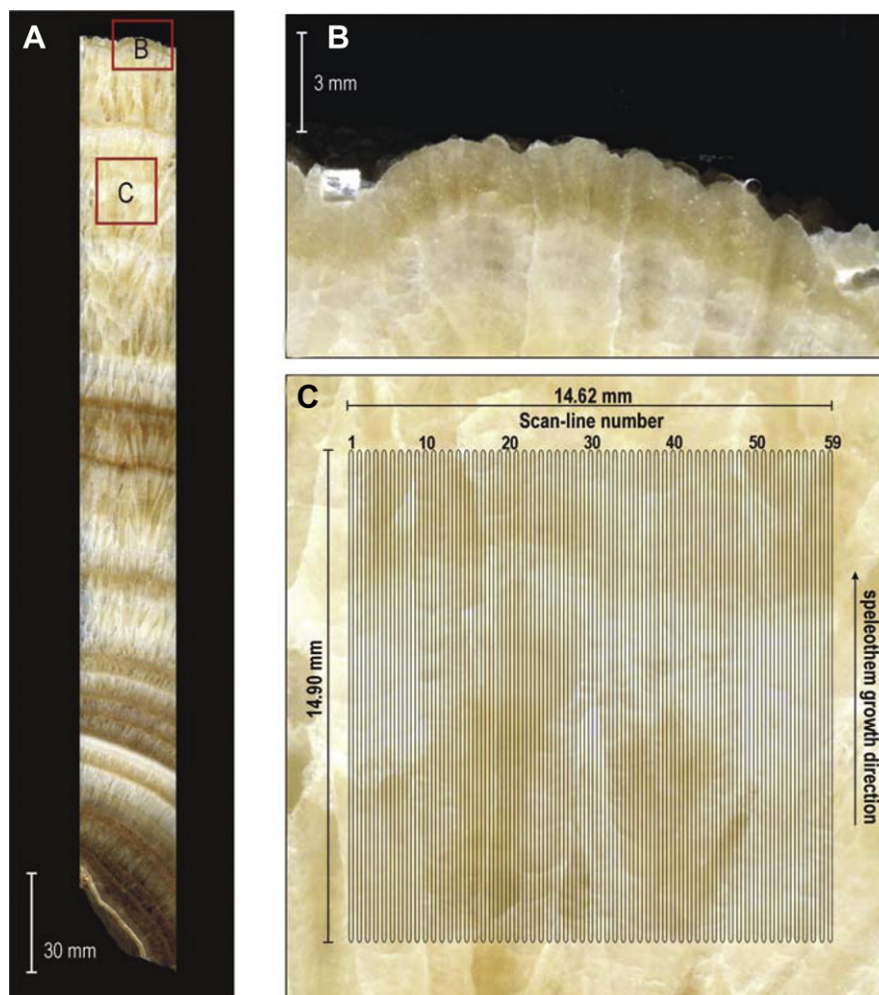 A
B
C
30 mm
B
3 mm
C
14.62 mm
Scan-line number
1 10 20 30 40 50 59
14.90 mm
speleothem growth direction